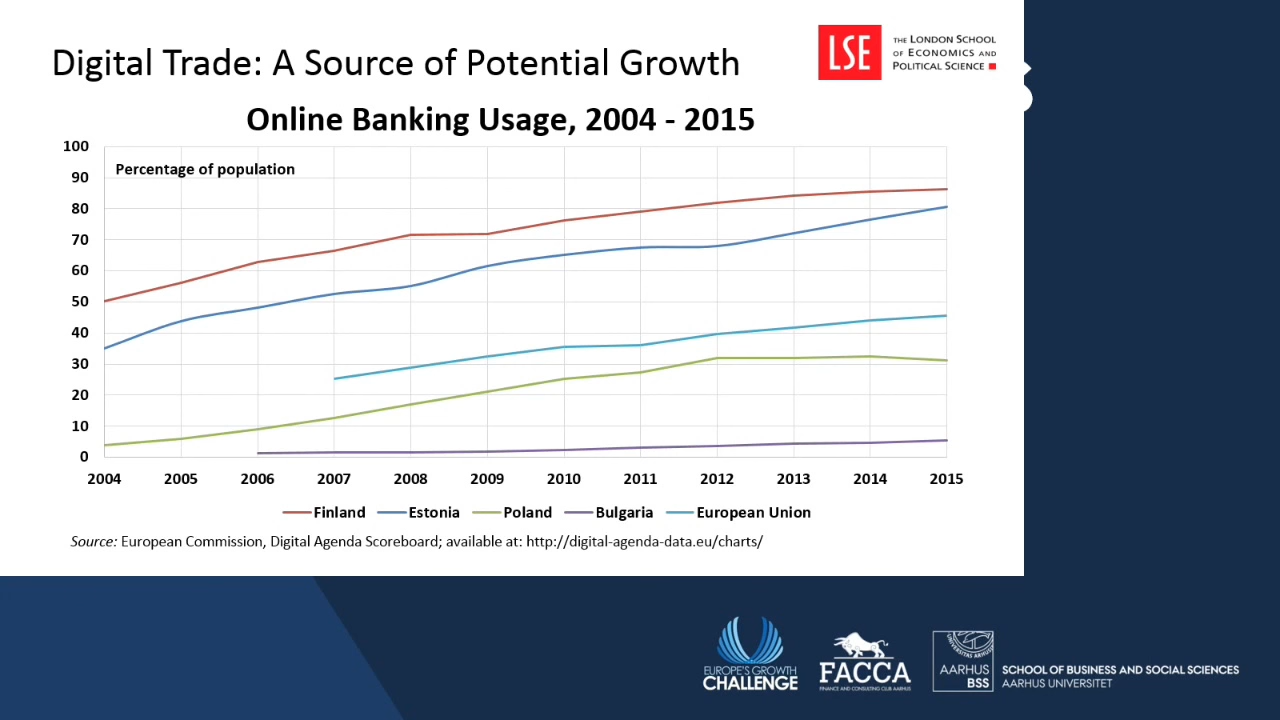 Digital Trade: A Source of Potential Growth
LSE
THE LONDON SCHOOL
OF ECONOMICS AND
POLITICAL SCIENCE
Online Banking Usage, 2004 - 2015
Percentage of population
100
90
80
70
60
50
40
30
20
10
0
2004 2005 2006 2007 2008 2009 2010 2011 2012 2013 2014 2015
Finland Estonia Poland Bulgaria European Union
Source: European Commission, Digital Agenda Scoreboard; available at: http://digital-agenda-data.eu/charts/
EUROPE'S GROWTH
CHALLENGE
FACCA
FINANCE AND CONSULTING CLUB AARHUS
AARHUS
BSS
SCHOOL OF BUSINESS AND SOCIAL SCIENCES
AARHUS UNIVERSITET